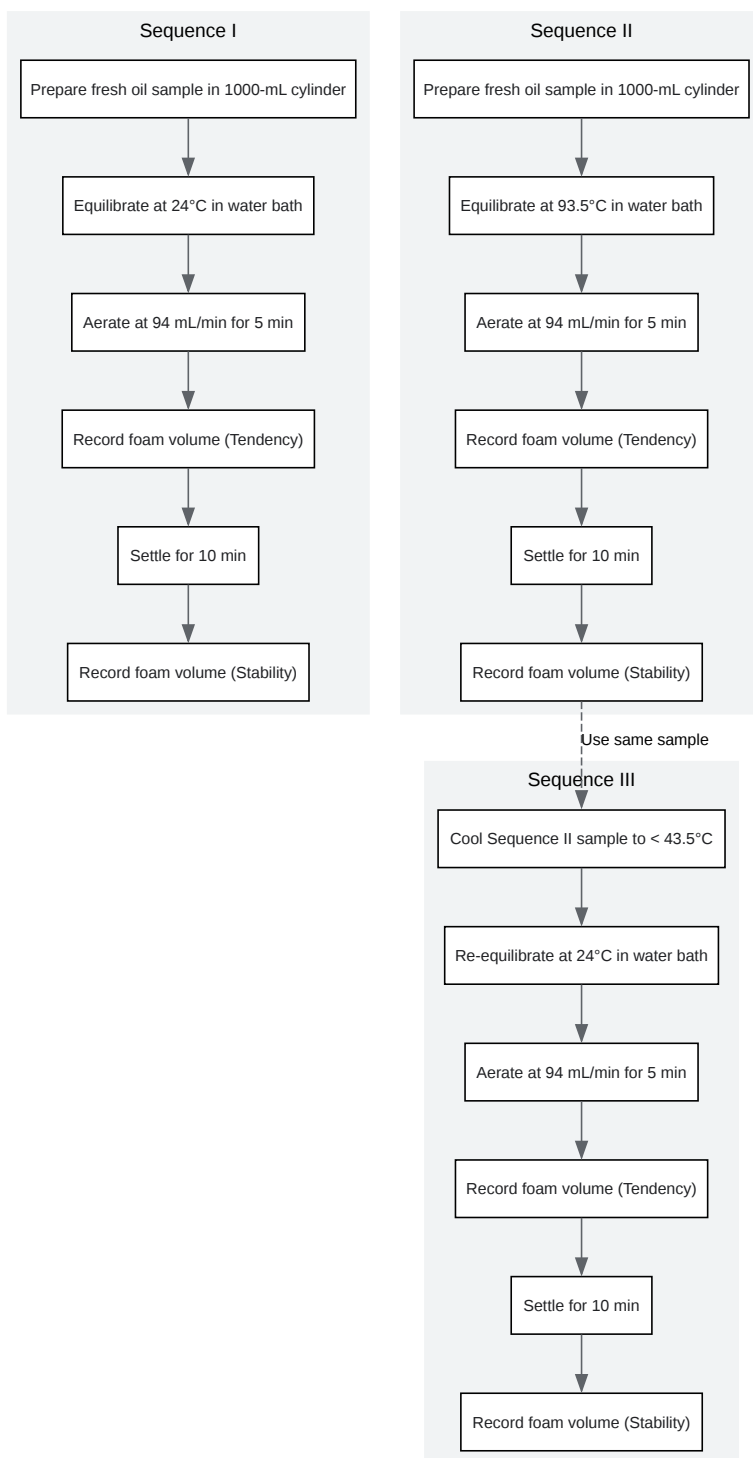 Sequence I
Prepare fresh oil sample in 1000-mL cylinder
Equilibrate at 24°C in water bath
Aerate at 94 mL/min for 5 min
Record foam volume (Tendency)
Settle for 10 min
Record foam volume (Stability)
Sequence II
Prepare fresh oil sample in 1000-mL cylinder
Equilibrate at 93.5°C in water bath
Aerate at 94 mL/min for 5 min
Record foam volume (Tendency)
Settle for 10 min
Record foam volume (Stability)
Use same sample
Sequence III
Cool Sequence II sample to < 43.5°C
Re-equilibrate at 24°C in water bath
Aerate at 94 mL/min for 5 min
Record foam volume (Tendency)
Settle for 10 min
Record foam volume (Stability)